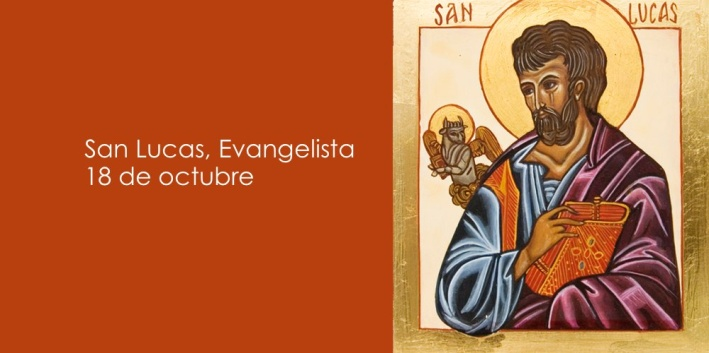 San Lucas, Evangelista
18 de octubre
SAN LUCAS